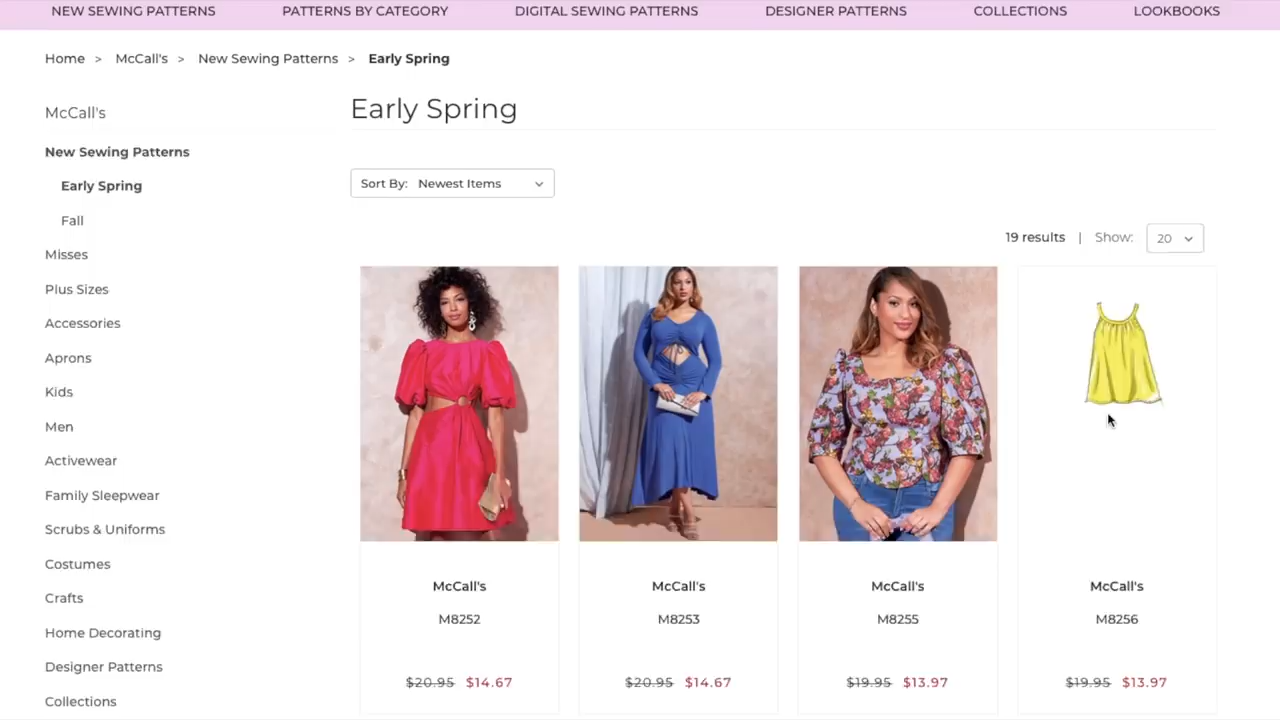 NEW SEWING PATTERNS PATTERNS BY CATEGORY DIGITAL SEWING PATTERNS DESIGNER PATTERNS COLLECTIONS LOOKBOOKS
Home > McCall's > New Sewing Patterns > Early Spring
McCall's
New Sewing Patterns
Early Spring
Fall
Misses
Plus Sizes
Accessories
Aprons
Kids
Men
Activewear
Family Sleepwear
Scrubs & Uniforms
Costumes
Crafts
Home Decorating
Designer Patterns
Collections
Early Spring
Sort By: Newest Items
19 results | Show: 20
McCall's McCall's McCall's McCall's
M8252 M8253 M8255 M8256
$20.95 $14.67 $20.95 $14.67 $19.95 $13.97 $19.95 $13.97